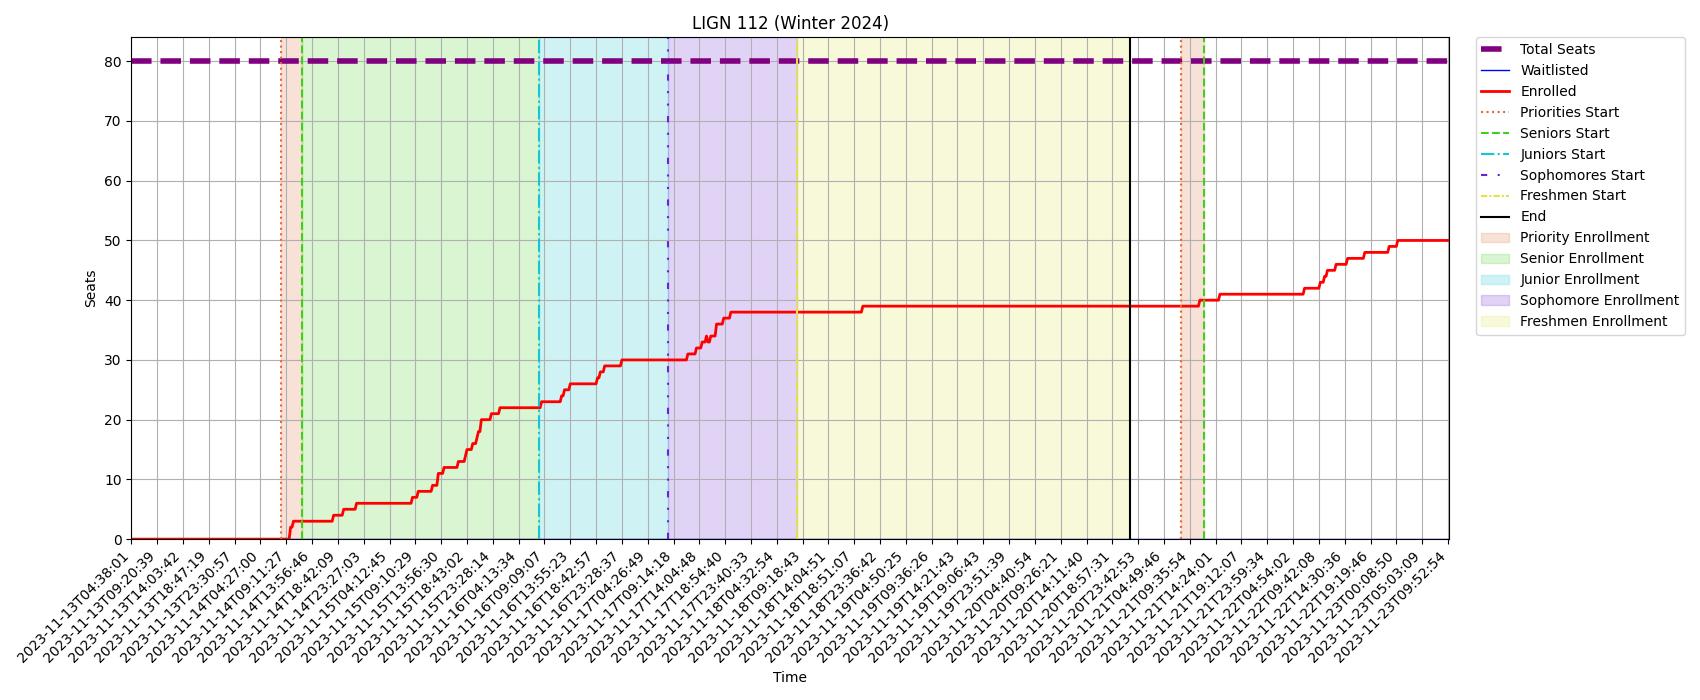 LIGN 112 (Winter 2024)
Seats
80
70
60
50
40
30
20
10
0
2023-11-13T04:38:01
2023-11-13T09:20:39
2023-11-13T14:03:42
2023-11-13T18:47:19
2023-11-13T23:30:57
2023-11-14T04:27:00
2023-11-14T09:11:27
2023-11-14T13:56:46
2023-11-14T18:42:09
2023-11-14T23:27:03
2023-11-15T04:12:45
2023-11-15T09:10:29
2023-11-15T13:56:30
2023-11-15T18:43:02
2023-11-15T23:28:14
2023-11-16T04:13:34
2023-11-16T09:09:07
2023-11-16T13:55:23
2023-11-16T18:42:57
2023-11-16T23:28:37
2023-11-17T04:26:49
2023-11-17T09:14:18
2023-11-17T14:04:48
2023-11-17T18:54:40
2023-11-17T23:40:33
2023-11-18T04:32:54
2023-11-18T09:18:43
2023-11-18T14:04:51
2023-11-18T18:51:07
2023-11-18T23:36:42
2023-11-19T04:50:25
2023-11-19T09:36:26
2023-11-19T14:21:43
2023-11-19T19:06:43
2023-11-19T23:51:39
2023-11-20T04:40:54
2023-11-20T09:26:21
2023-11-20T14:11:40
2023-11-20T18:57:31
2023-11-20T23:42:53
2023-11-21T04:49:46
2023-11-21T09:35:54
2023-11-21T14:24:01
2023-11-21T19:12:07
2023-11-21T23:59:34
2023-11-22T04:54:02
2023-11-22T09:42:08
2023-11-22T14:30:36
2023-11-22T19:19:46
2023-11-23T00:08:50
2023-11-23T05:03:09
2023-11-23T09:52:54
Time
Total Seats
Waitlisted
Enrolled
Priorities Start
Seniors Start
Juniors Start
Sophomores Start
Freshmen Start
End
Priority Enrollment
Senior Enrollment
Junior Enrollment
Sophomore Enrollment
Freshmen Enrollment